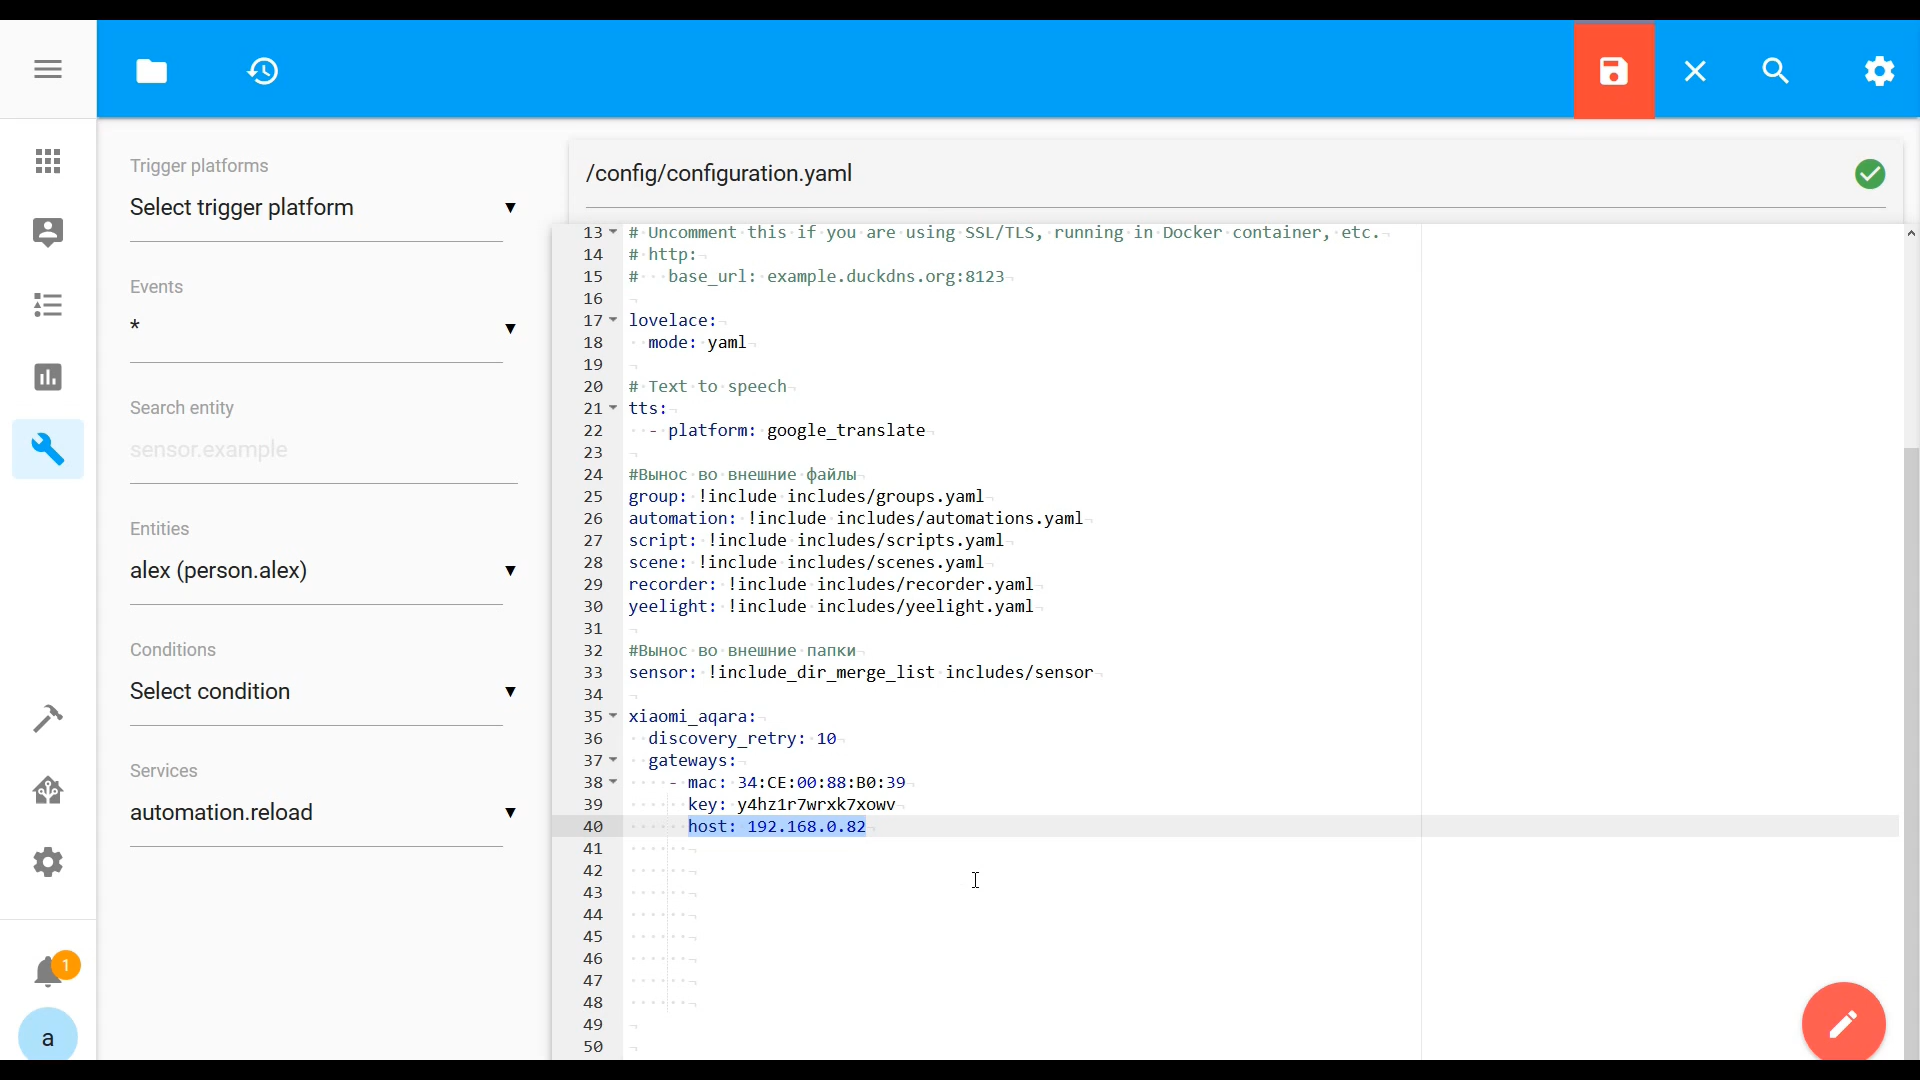 Trigger platforms
Select trigger platform
Events
*
Search entity
sensor.example
Entities
alex (person.alex)
Conditions
Select condition
Services
automation.reload
1
a
/config/configuration.yaml
13 # Uncomment this if you are using SSL/TLS, running in Docker container, etc.
14 # http:
15 #   base_url: example.duckdns.org:8123
16
17 lovelace:
18   mode: yaml
19
20 # Text to speech
21 tts:
22   - platform: google_translate
23
24 #Вынос во внешние файлы
25 group: !include includes/groups.yaml
26 automation: !include includes/automations.yaml
27 script: !include includes/scripts.yaml
28 scene: !include includes/scenes.yaml
29 recorder: !include includes/recorder.yaml
30 yeelight: !include includes/yeelight.yaml
31
32 #Вынос во внешние папки
33 sensor: !include_dir_merge_list includes/sensor
34
35 xiaomi_aqara:
36   discovery_retry: 10
37   gateways:
38     - mac: 34:CE:00:88:B0:39
39       key: y4hz1r7wrxk7xowv
40       host: 192.168.0.82
41
42
43
44
45
46
47
48
49
50